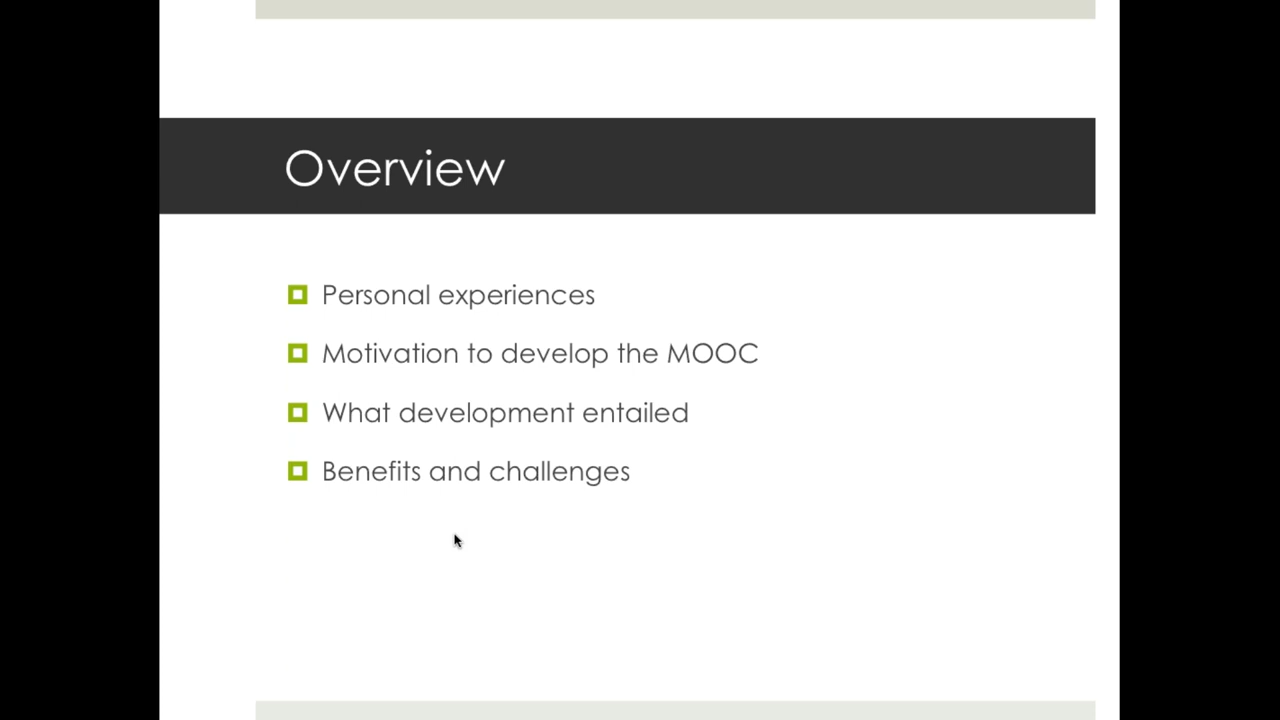 Overview
Personal experiences
Motivation to develop the MOOC
What development entailed
Benefits and challenges